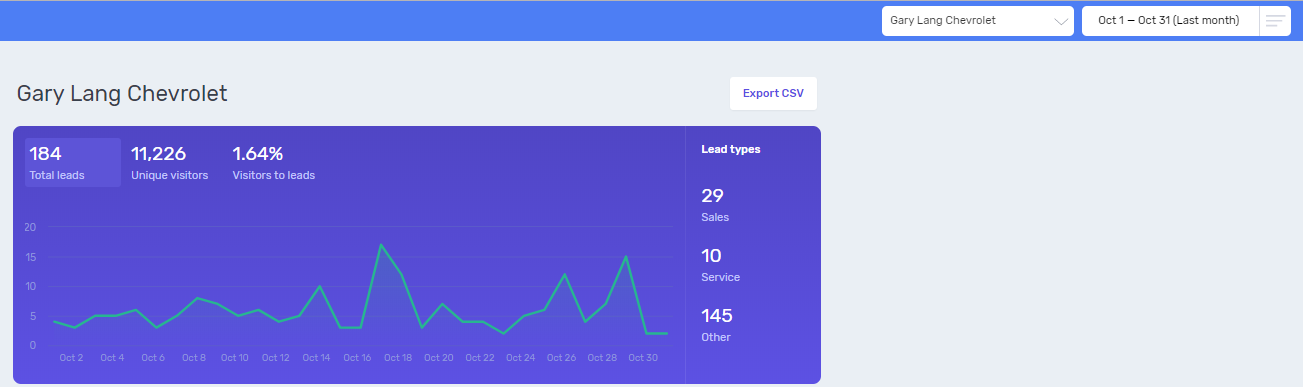 Gary Lang Chevrolet
Oct 1 – Oct 31 (Last month)
Gary Lang Chevrolet
Export CSV
184
Total leads
11,226
Unique visitors
1.64%
Visitors to leads
20
15
10
5
0
Oct 2 Oct 4 Oct 6 Oct 8 Oct 10 Oct 12 Oct 14 Oct 16 Oct 18 Oct 20 Oct 22 Oct 24 Oct 26 Oct 28 Oct 30
Lead types
29
Sales
10
Service
145
Other